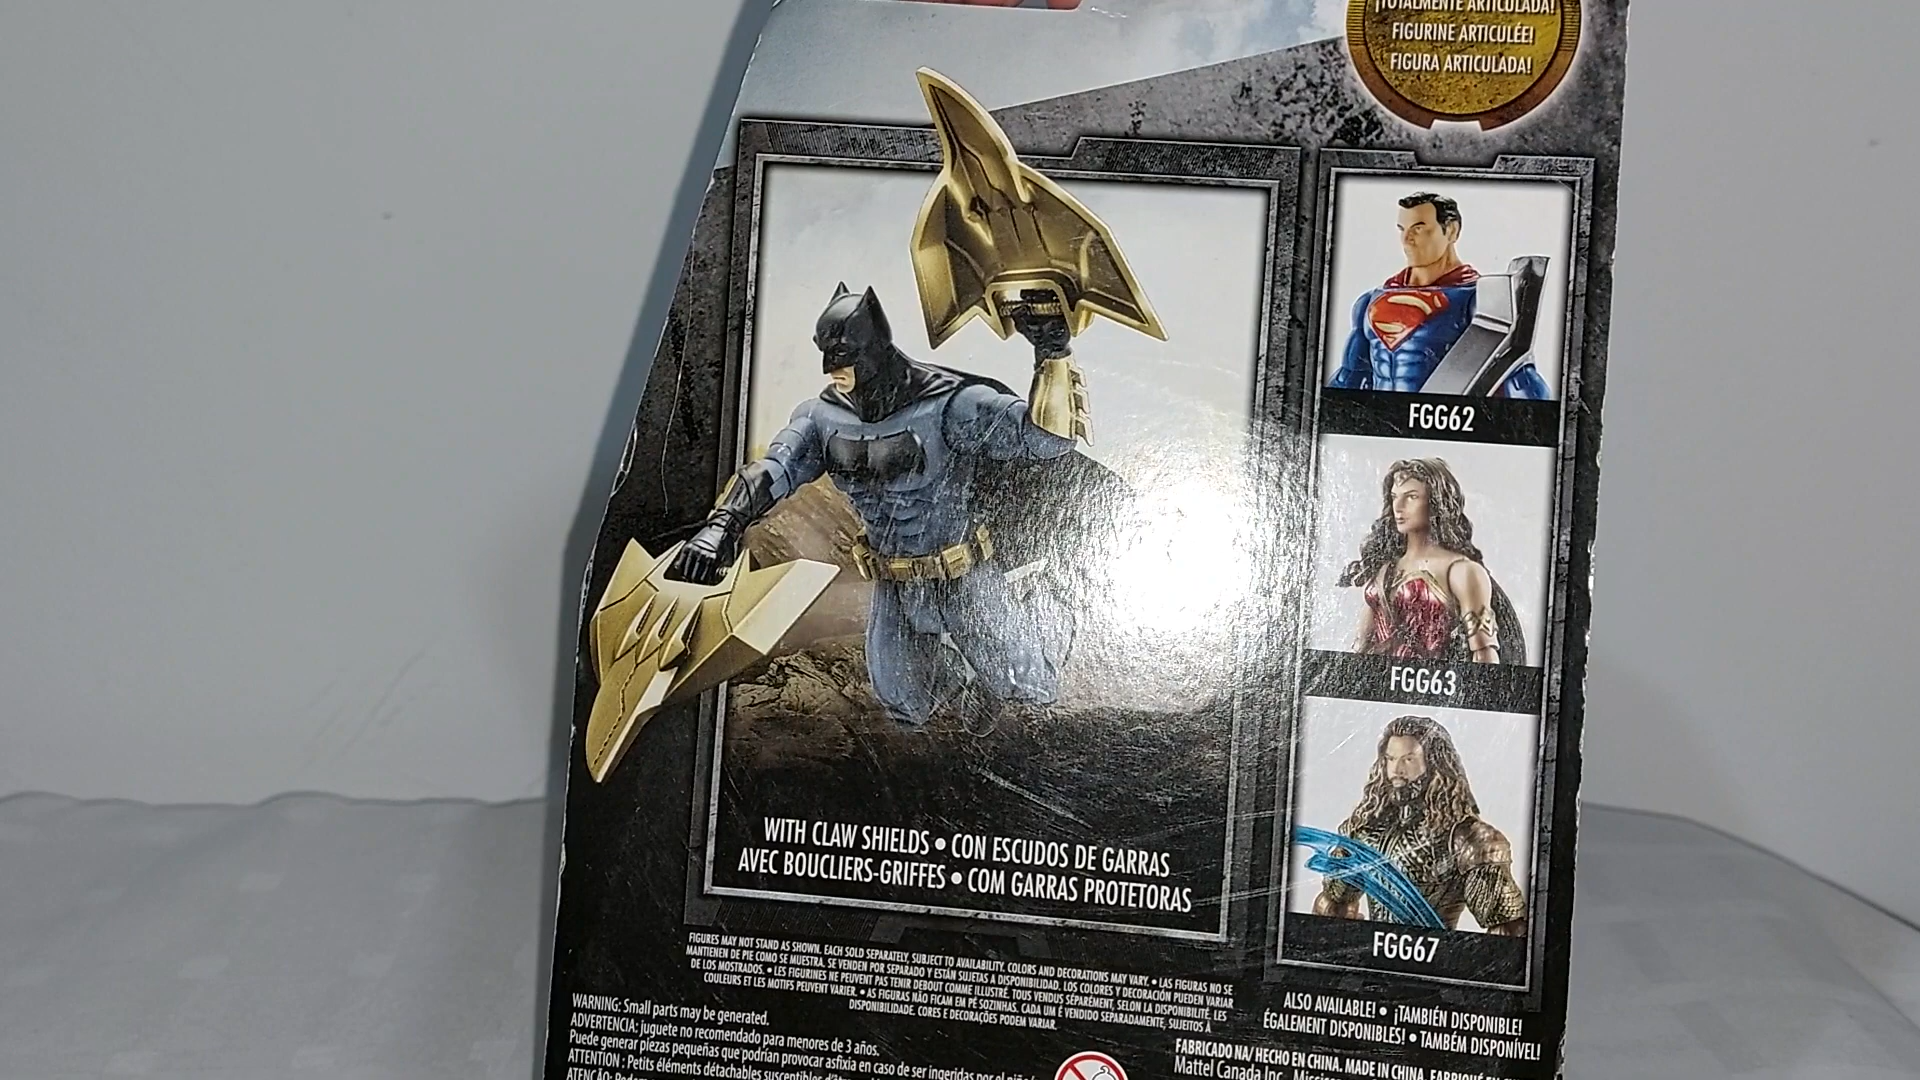 ¡TOTALMENTE ARTICULADA!
FIGURINE ARTICULÉE!
FIGURA ARTICULADA!
FGG62
FGG63
FGG67
WITH CLAW SHIELDS • CON ESCUDOS DE GARRAS
AVEC BOUCLIERS-GRIFFES • COM GARRAS PROTETORAS
FIGURES MAY NOT STAND AS SHOWN. EACH SOLD SEPARATELY, SUBJECT TO AVAILABILITY. COLORS AND DECORATIONS MAY VARY. • LAS FIGURAS NO SE
MANTIENEN DE PIE COMO SE MUESTRA. SE VENDEN POR SEPARADO Y ESTÁN SUJETAS A DISPONIBILIDAD. LOS COLORES Y DECORACIÓN PUEDEN VARIAR
DE LOS MOSTRADOS. • LES FIGURINES NE PEUVENT PAS TENIR DEBOUT COMME ILLUSTRÉ. TOUS VENDUS SÉPARÉMENT, SELON LA DISPONIBILITÉ. LES
COULEURS ET LES MOTIFS PEUVENT VARIER. • AS FIGURAS NÃO FICAM EM PÉ SOZINHAS. CADA UM É VENDIDO SEPARADAMENTE, SUJEITOS À
DISPONIBILIDADE. CORES E DECORAÇÕES PODEM VARIAR.
ALSO AVAILABLE! • ¡TAMBIÉN DISPONIBLE!
ÉGALEMENT DISPONIBLES! • TAMBÉM DISPONÍVEL!
WARNING: Small parts may be generated.
ADVERTENCIA: juguete no recomendado para menores de 3 años.
Puede generar piezas pequeñas que podrían provocar asfixia en caso de ser ingeridas por el
ATTENTION : Petits éléments détachables susceptibles
ATENÇÃO:
FABRICADO NA/HECHO EN CHINA. MADE IN CHINA.
Mattel Canada Inc.,